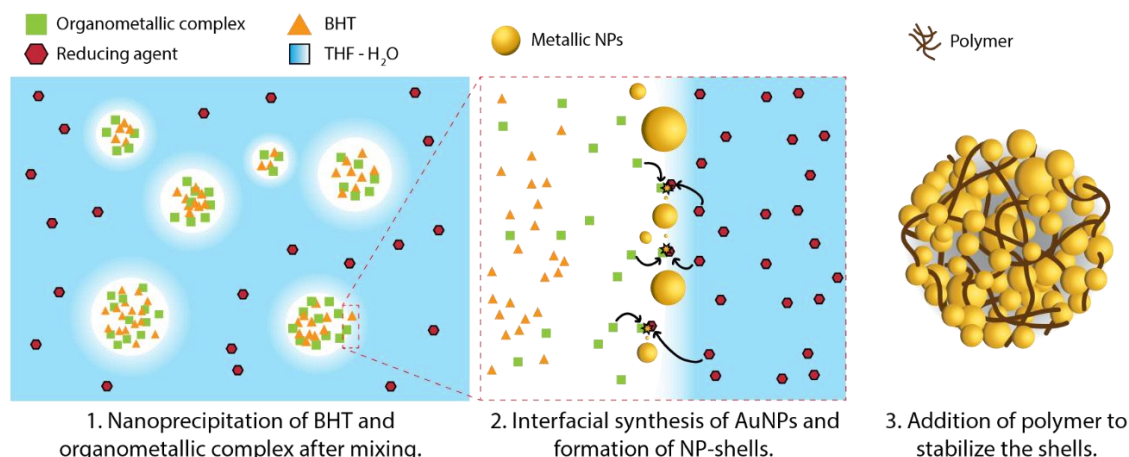 Organometallic complex
BHT
Reducing agent
THF - H₂O
Metallic NPs
Polymer
1. Nanoprecipitation of BHT and
organometallic complex after mixing.
2. Interfacial synthesis of AuNPs and
formation of NP-shells.
3. Addition of polymer to
stabilize the shells.